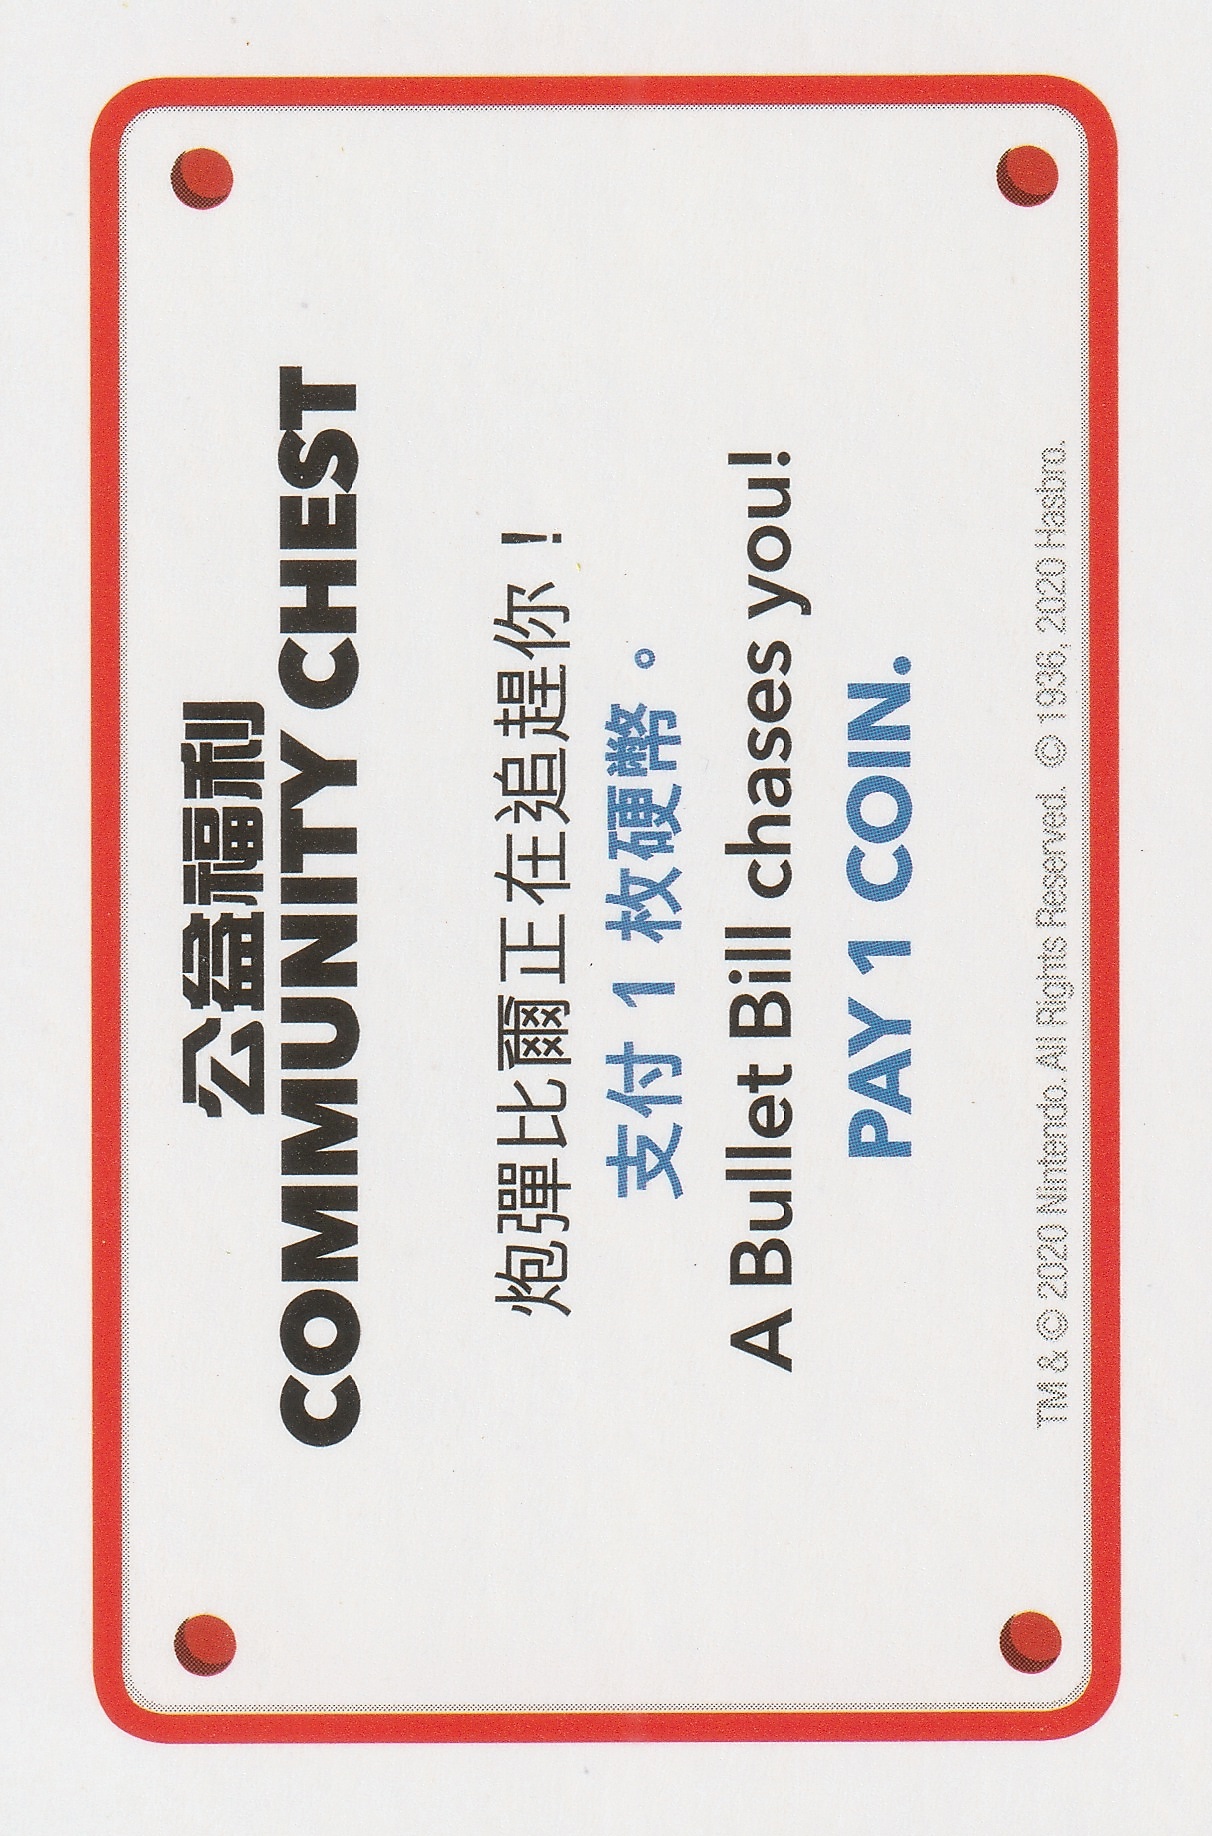 公益福利
COMMUNITY CHEST
炮彈比爾正在追趕你！
支付 1 枚硬幣。
A Bullet Bill chases you!
PAY 1 COIN.
TM & © 2020 Nintendo. All Rights Reserved. © 1936, 2020 Hasbro.